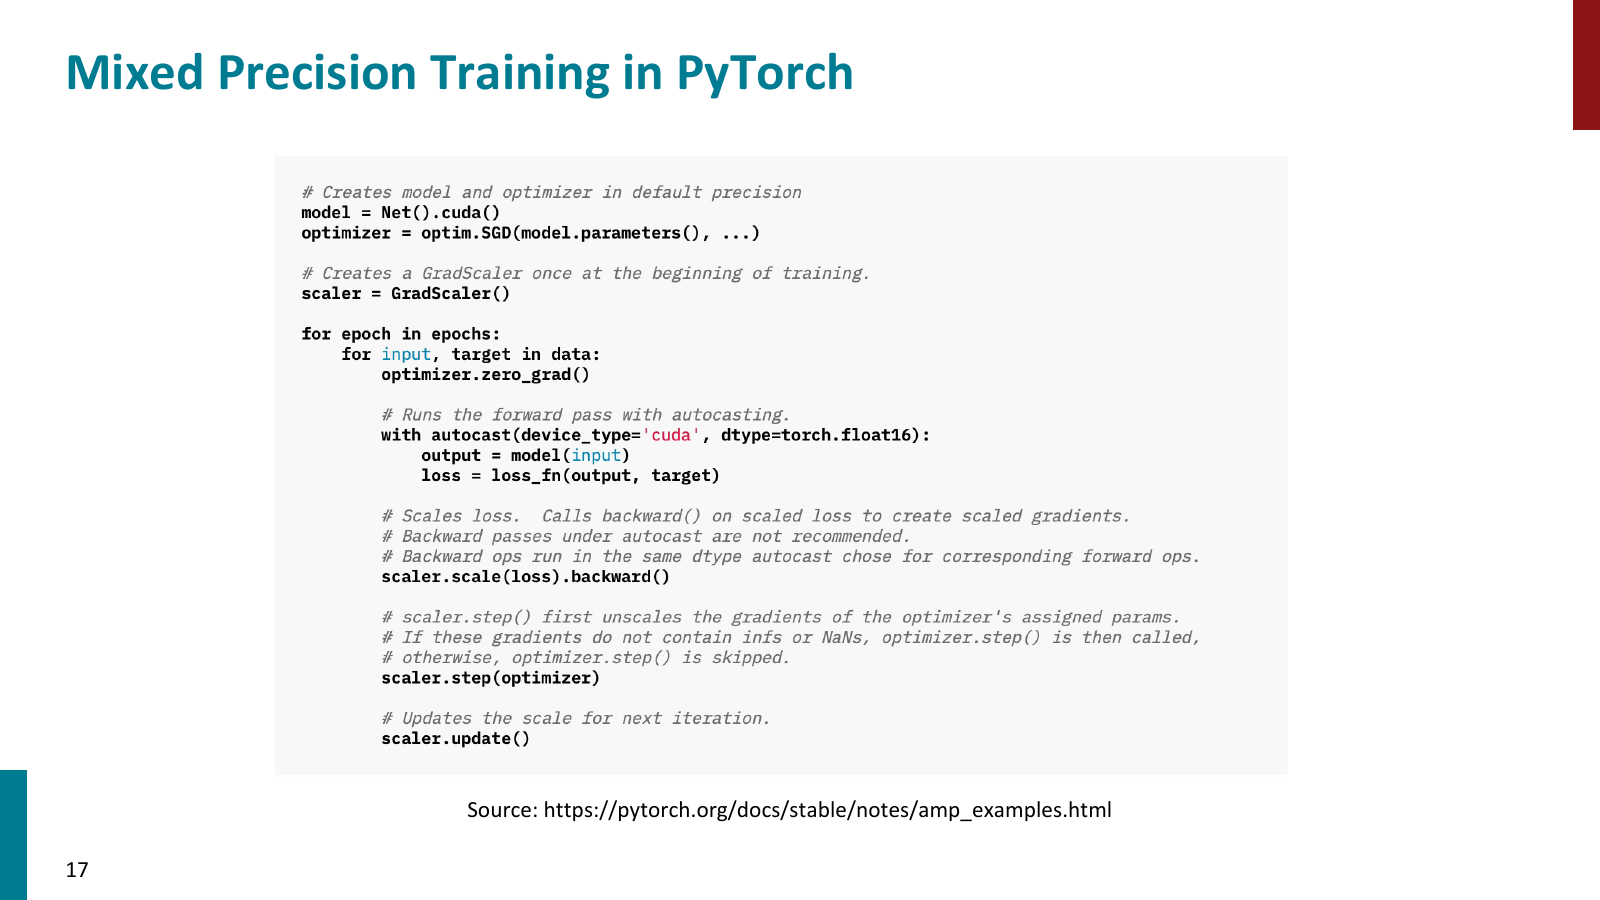 Mixed Precision Training in PyTorch
# Creates model and optimizer in default precision
model = Net().cuda()
optimizer = optim.SGD(model.parameters(), ...)
# Creates a GradScaler once at the beginning of training.
scaler = GradScaler()
for epoch in epochs:
    for input, target in data:
        optimizer.zero_grad()
        # Runs the forward pass with autocasting.
        with autocast(device_type='cuda', dtype=torch.float16):
            output = model(input)
            loss = loss_fn(output, target)
        # Scales loss.  Calls backward() on scaled loss to create scaled gradients.
        # Backward passes under autocast are not recommended.
        # Backward ops run in the same dtype autocast chose for corresponding forward ops.
        scaler.scale(loss).backward()
        # scaler.step() first unscales the gradients of the optimizer's assigned params.
        # If these gradients do not contain infs or NaNs, optimizer.step() is then called,
        # otherwise, optimizer.step() is skipped.
        scaler.step(optimizer)
        # Updates the scale for next iteration.
        scaler.update()
Source: https://pytorch.org/docs/stable/notes/amp_examples.html
17